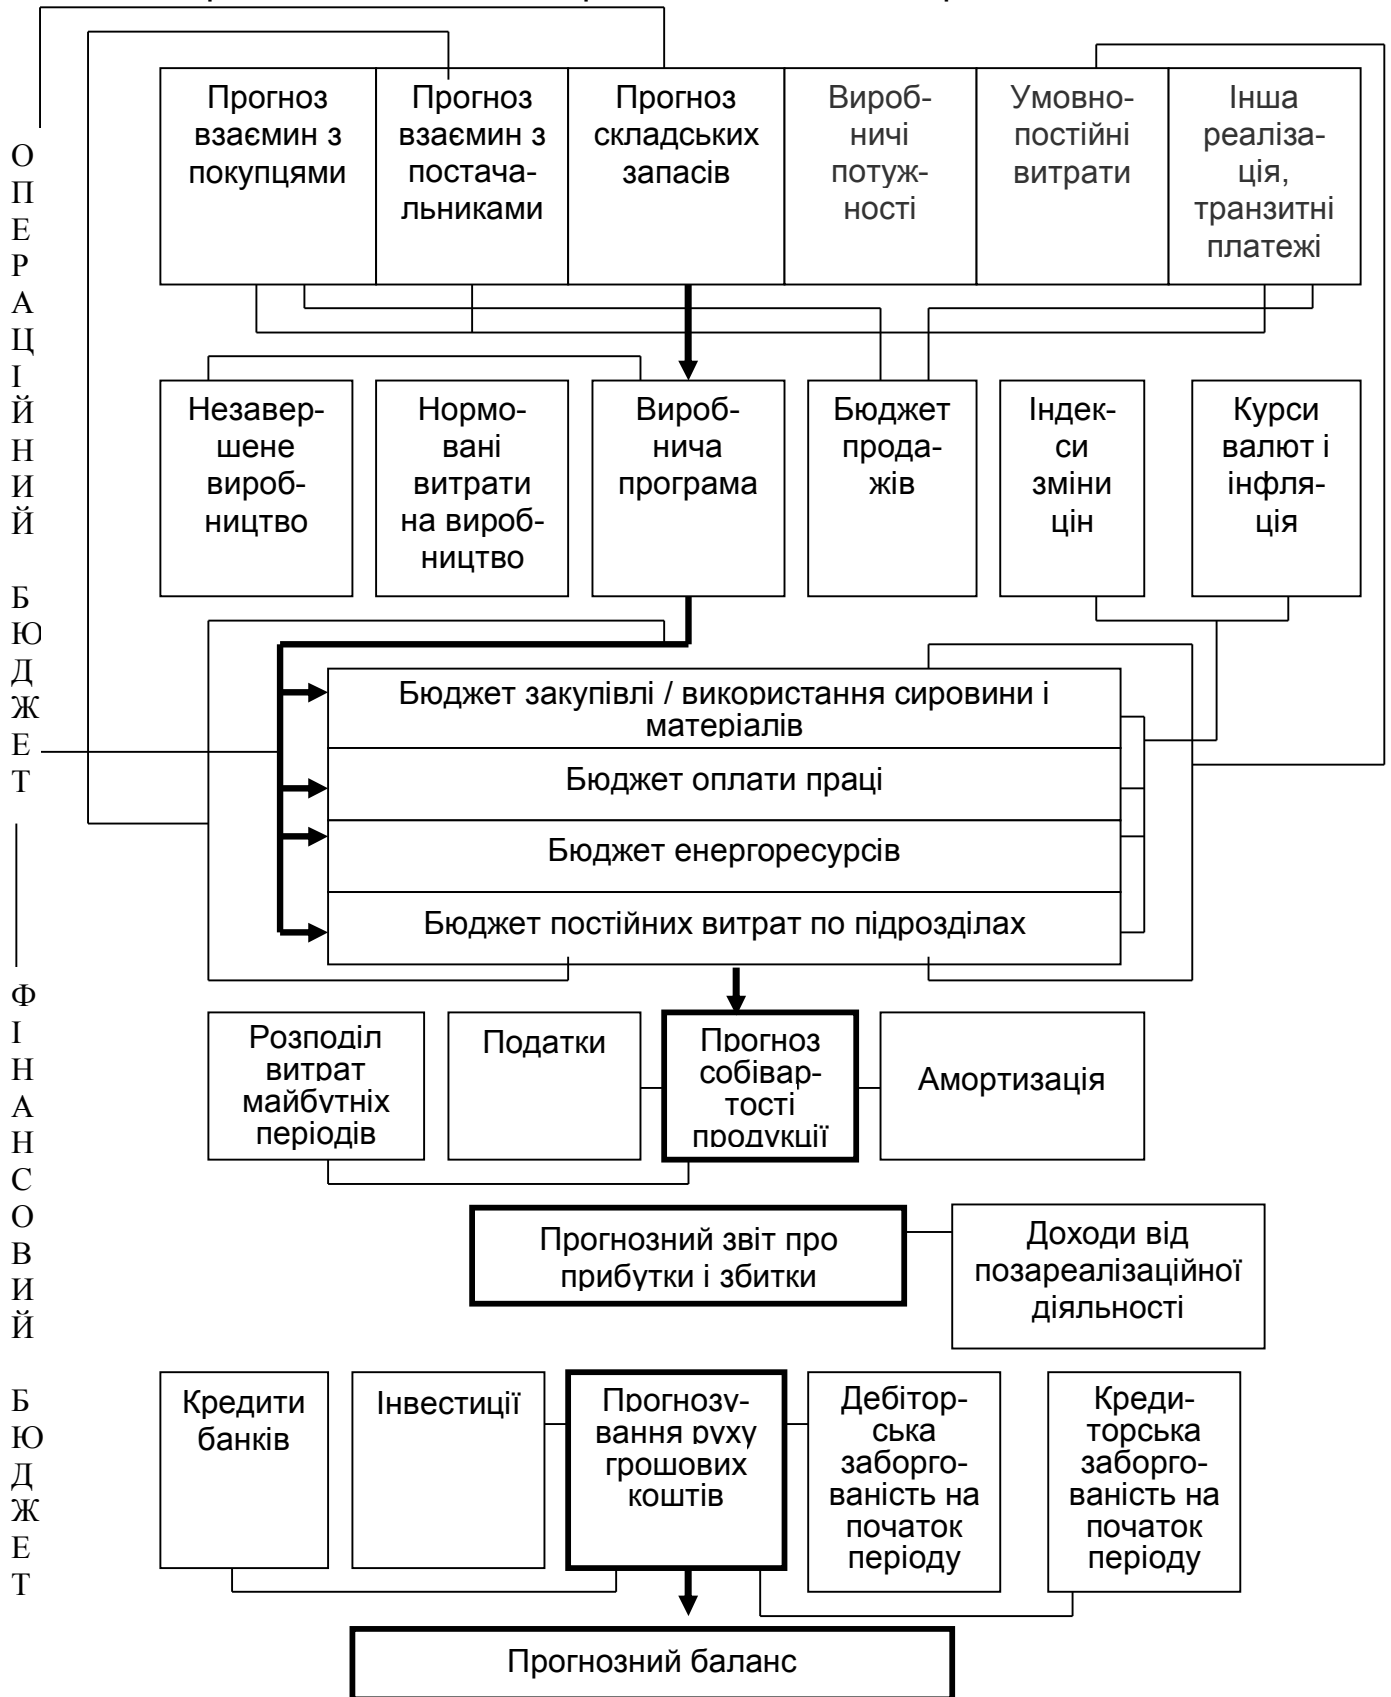 ОПЕРАЦІЙНИЙ БЮДЖЕТ
Прогноз
взаємин з
покупцями
Прогноз
взаємин з
постача-
льниками
Прогноз
складських
запасів
Вироб-
ничі
потуж-
ності
Умовно-
постійні
витрати
Інша
реаліза-
ція,
транзитні
платежі
Незавер-
шене
вироб-
ництво
Нормо-
вані
витрати
на вироб-
ництво
Вироб-
нича
програма
Бюджет
прода-
жів
Індек-
си
зміни
цін
Курси
валют і
інфля-
ція
Бюджет закупівлі / використання сировини і
матеріалів
Бюджет оплати праці
Бюджет енергоресурсів
Бюджет постійних витрат по підрозділах
ФІНАНСОВИЙ БЮДЖЕТ
Розподіл
витрат
майбутніх
періодів
Податки
Прогноз
собівар-
тості
продукції
Амортизація
Прогнозний звіт про
прибутки і збитки
Доходи від
позареалізаційної
діяльності
Кредити
банків
Інвестиції
Прогнозу-
вання руху
грошових
коштів
Дебітор-
ська
заборго-
ваність на
початок
періоду
Креди-
торська
заборго-
ваність на
початок
періоду
Прогнозний баланс